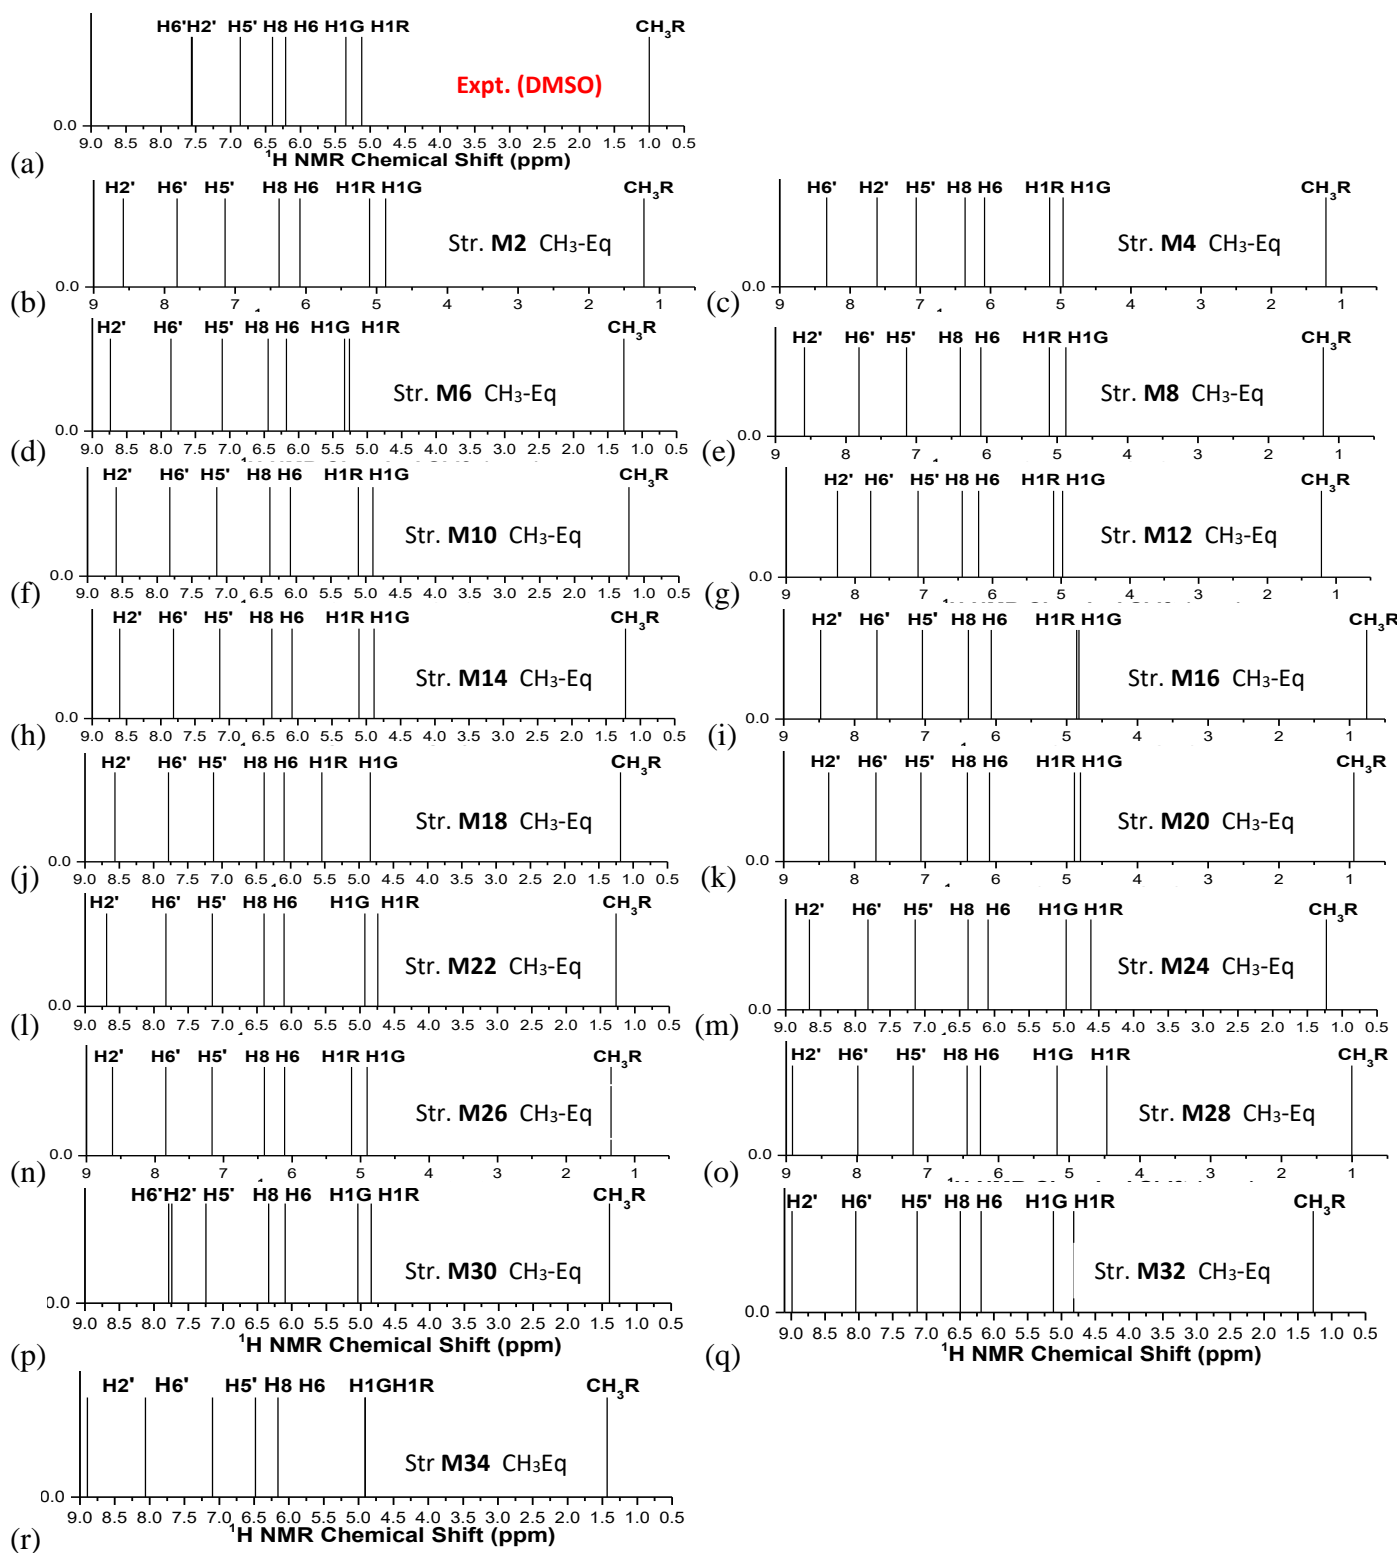 H6'H2' H5' H8 H6 H1G H1R CH3R
Expt. (DMSO)
0.0
9.0 8.5 8.0 7.5 7.0 6.5 6.0 5.5 5.0 4.5 4.0 3.5 3.0 2.5 2.0 1.5 1.0 0.5
(a) 1H NMR Chemical Shift (ppm)
H2' H6' H5' H8 H6 H1R H1G CH3R
Str. M2 CH3-Eq
0.0
(b) 9 8 7 6 5 4 3 2 1
H6' H2' H5' H8 H6 H1R H1G CH3R
Str. M4 CH3-Eq
0.0
(c) 9 8 7 6 5 4 3 2 1
H2' H6' H5' H8 H6 H1G H1R CH3R
Str. M6 CH3-Eq
0.0
(d) 9.0 8.5 8.0 7.5 7.0 6.5 6.0 5.5 5.0 4.5 4.0 3.5 3.0 2.5 2.0 1.5 1.0 0.5
H2' H6' H5' H8 H6 H1R H1G CH3R
Str. M8 CH3-Eq
0.0
(e) 9 8 7 6 5 4 3 2 1
H2' H6' H5' H8 H6 H1R H1G CH3R
Str. M10 CH3-Eq
0.0
(f) 9.0 8.5 8.0 7.5 7.0 6.5 6.0 5.5 5.0 4.5 4.0 3.5 3.0 2.5 2.0 1.5 1.0 0.5
H2' H6' H5' H8 H6 H1R H1G CH3R
Str. M12 CH3-Eq
0.0
(g) 9 8 7 6 5 4 3 2 1
H2' H6' H5' H8 H6 H1R H1G CH3R
Str. M14 CH3-Eq
0.0
(h) 9.0 8.5 8.0 7.5 7.0 6.5 6.0 5.5 5.0 4.5 4.0 3.5 3.0 2.5 2.0 1.5 1.0 0.5
H2' H6' H5' H8 H6 H1R H1G CH3R
Str. M16 CH3-Eq
0.0
(i) 9 8 7 6 5 4 3 2 1
H2' H6' H5' H8 H6 H1R H1G CH3R
Str. M18 CH3-Eq
0.0
(j) 9.0 8.5 8.0 7.5 7.0 6.5 6.0 5.5 5.0 4.5 4.0 3.5 3.0 2.5 2.0 1.5 1.0 0.5
H2' H6' H5' H8 H6 H1R H1G CH3R
Str. M20 CH3-Eq
0.0
(k) 9 8 7 6 5 4 3 2 1
H2' H6' H5' H8 H6 H1G H1R CH3R
Str. M22 CH3-Eq
0.0
(l) 9.0 8.5 8.0 7.5 7.0 6.5 6.0 5.5 5.0 4.5 4.0 3.5 3.0 2.5 2.0 1.5 1.0 0.5
H2' H6' H5' H8 H6 H1G H1R CH3R
Str. M24 CH3-Eq
0.0
(m) 9.0 8.5 8.0 7.5 7.0 6.5 6.0 5.5 5.0 4.5 4.0 3.5 3.0 2.5 2.0 1.5 1.0 0.5
H2' H6' H5' H8 H6 H1R H1G CH3R
Str. M26 CH3-Eq
0.0
(n) 9 8 7 6 5 4 3 2 1
H2' H6' H5' H8 H6 H1G H1R CH3R
Str. M28 CH3-Eq
0.0
(o) 9 8 7 6 5 4 3 2 1
H6'H2' H5' H8 H6 H1G H1R CH3R
Str. M30 CH3-Eq
0.0
9.0 8.5 8.0 7.5 7.0 6.5 6.0 5.5 5.0 4.5 4.0 3.5 3.0 2.5 2.0 1.5 1.0 0.5
(p) 1H NMR Chemical Shift (ppm)
H2' H6' H5' H8 H6 H1G H1R CH3R
Str. M32 CH3-Eq
0.0
9.0 8.5 8.0 7.5 7.0 6.5 6.0 5.5 5.0 4.5 4.0 3.5 3.0 2.5 2.0 1.5 1.0 0.5
(q) 1H NMR Chemical Shift (ppm)
H2' H6' H5' H8 H6 H1GH1R CH3R
Str M34 CH3Eq
0.0
9.0 8.5 8.0 7.5 7.0 6.5 6.0 5.5 5.0 4.5 4.0 3.5 3.0 2.5 2.0 1.5 1.0 0.5
(r) 1H NMR Chemical Shift (ppm)